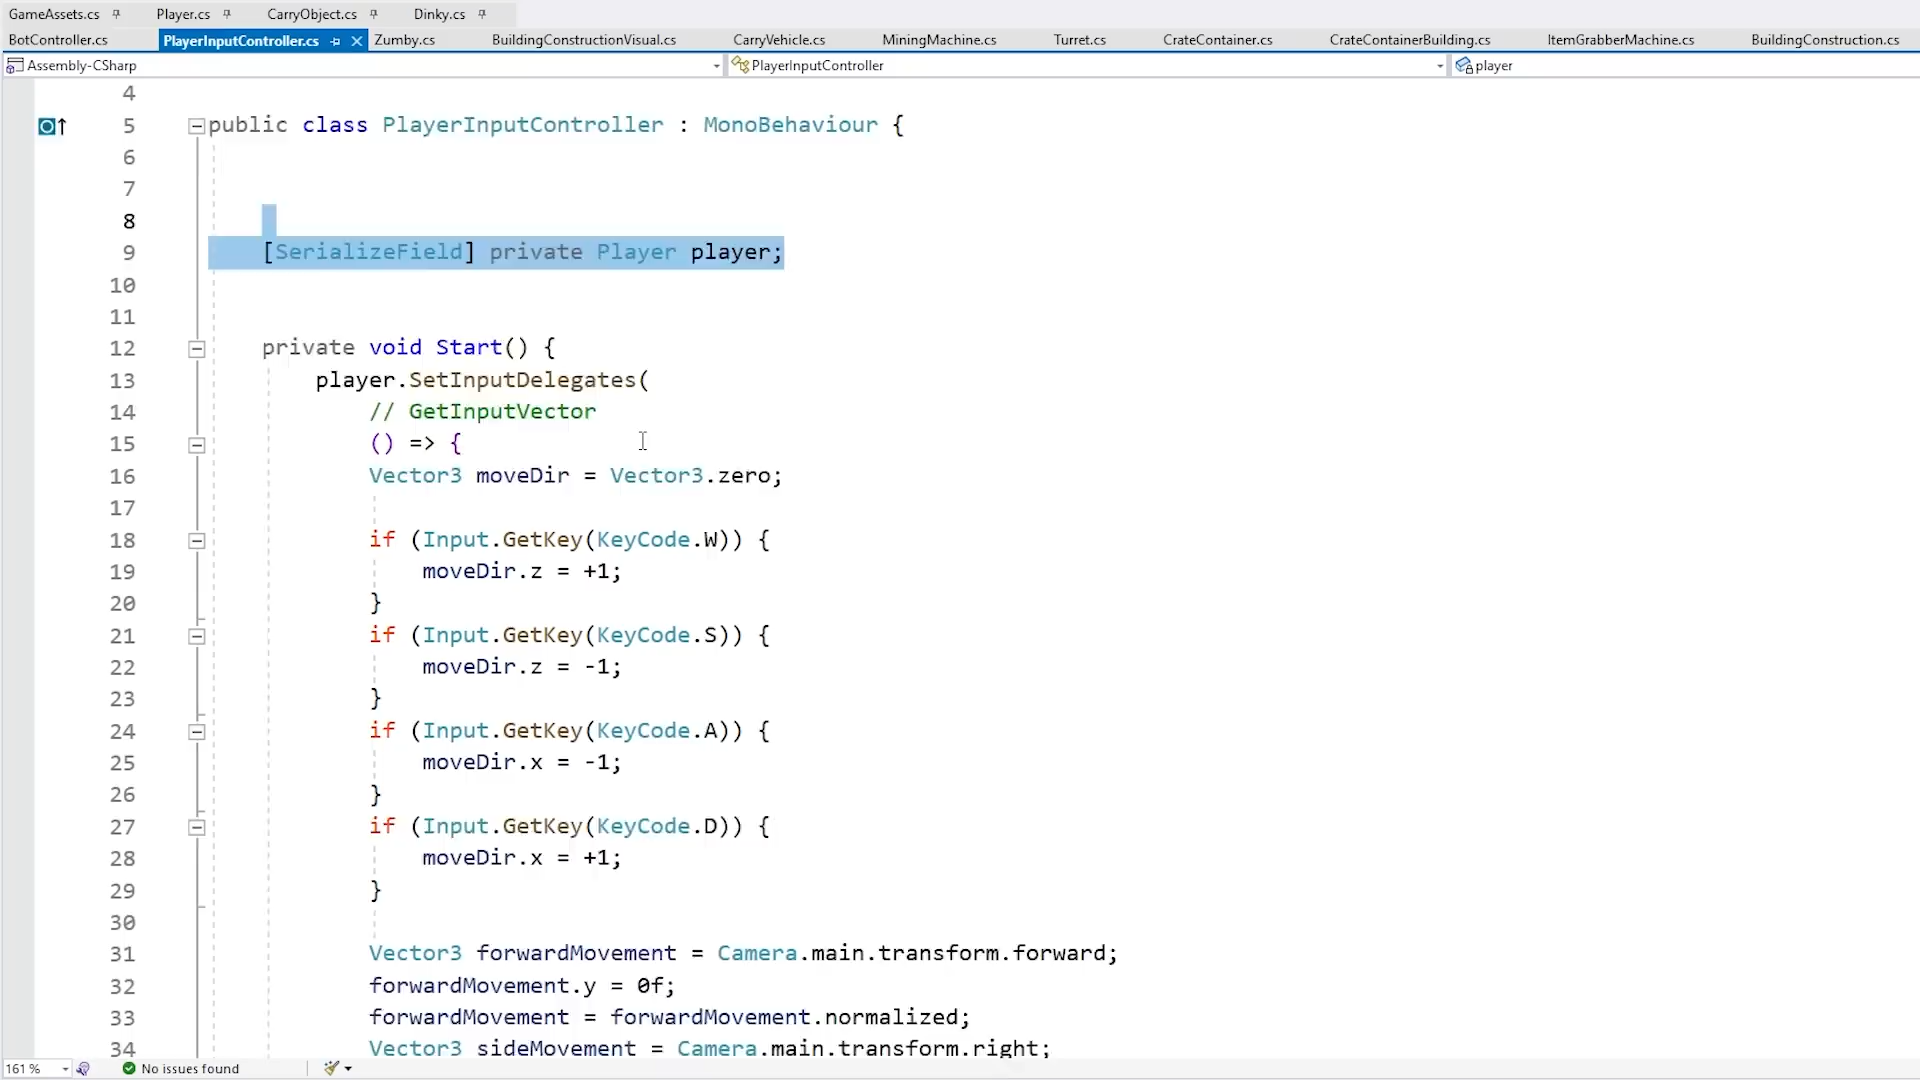 GameAssets.cs Player.cs CarryObject.cs Dinky.cs
BotController.cs PlayerInputController.cs Zumby.cs BuildingConstructionVisual.cs CarryVehicle.cs MiningMachine.cs Turret.cs CrateContainer.cs CrateContainerBuilding.cs ItemGrabberMachine.cs BuildingConstruction.cs
Assembly-CSharp PlayerInputController player
4
5 public class PlayerInputController : MonoBehaviour {
6
7
8
9 [SerializeField] private Player player;
10
11
12 private void Start() {
13 player.SetInputDelegates(
14 // GetInputVector
15 () => {
16 Vector3 moveDir = Vector3.zero;
17
18 if (Input.GetKey(KeyCode.W)) {
19 moveDir.z = +1;
20 }
21 if (Input.GetKey(KeyCode.S)) {
22 moveDir.z = -1;
23 }
24 if (Input.GetKey(KeyCode.A)) {
25 moveDir.x = -1;
26 }
27 if (Input.GetKey(KeyCode.D)) {
28 moveDir.x = +1;
29 }
30
31 Vector3 forwardMovement = Camera.main.transform.forward;
32 forwardMovement.y = 0f;
33 forwardMovement = forwardMovement.normalized;
34 Vector3 sideMovement = Camera.main.transform.right;
161 % No issues found